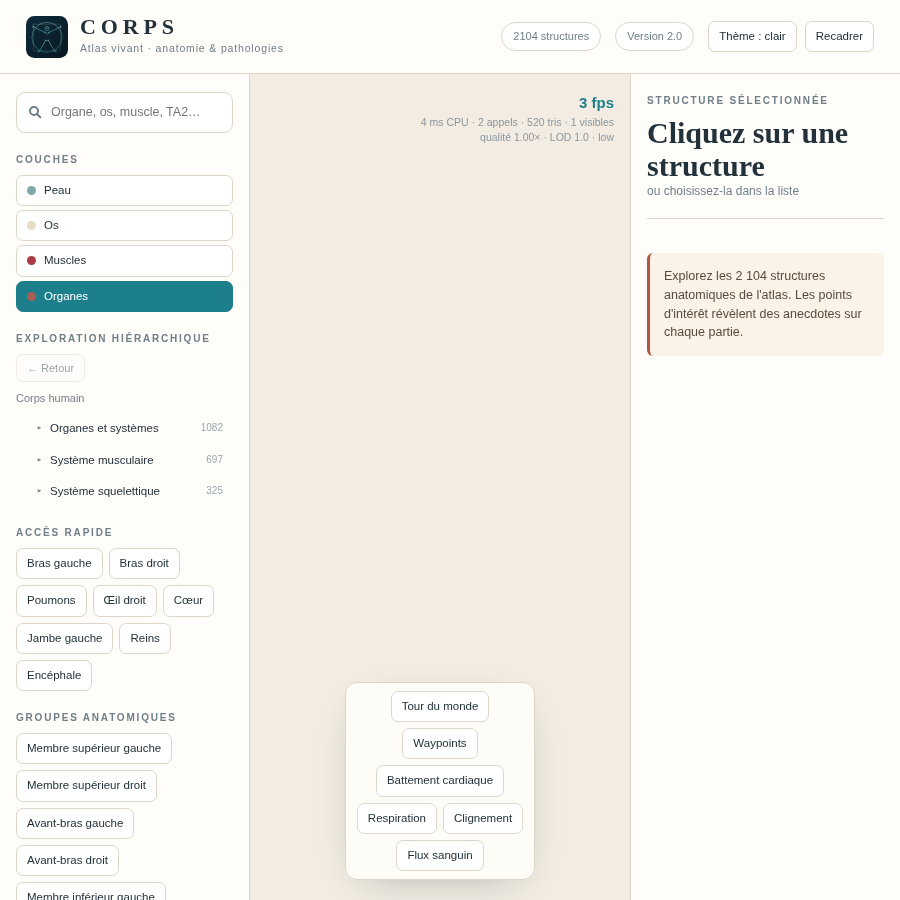 CORPS
Atlas vivant · anatomie & pathologies
2104 structures
Version 2.0
Thème : clair
Recadrer
Organe, os, muscle, TA2…
COUCHES
Peau
Os
Muscles
Organes
EXPLORATION HIÉRARCHIQUE
← Retour
Corps humain
▸ Organes et systèmes 1082
▸ Système musculaire 697
▸ Système squelettique 325
ACCÈS RAPIDE
Bras gauche
Bras droit
Poumons
Œil droit
Cœur
Jambe gauche
Reins
Encéphale
GROUPES ANATOMIQUES
Membre supérieur gauche
Membre supérieur droit
Avant-bras gauche
Avant-bras droit
Membre inférieur gauche
3 fps
4 ms CPU · 2 appels · 520 tris · 1 visibles
qualité 1.00× · LOD 1.0 · low
Tour du monde
Waypoints
Battement cardiaque
Respiration
Clignement
Flux sanguin
STRUCTURE SÉLECTIONNÉE
Cliquez sur une
structure
ou choisissez-la dans la liste
Explorez les 2 104 structures
anatomiques de l'atlas. Les points
d'intérêt révèlent des anecdotes sur
chaque partie.